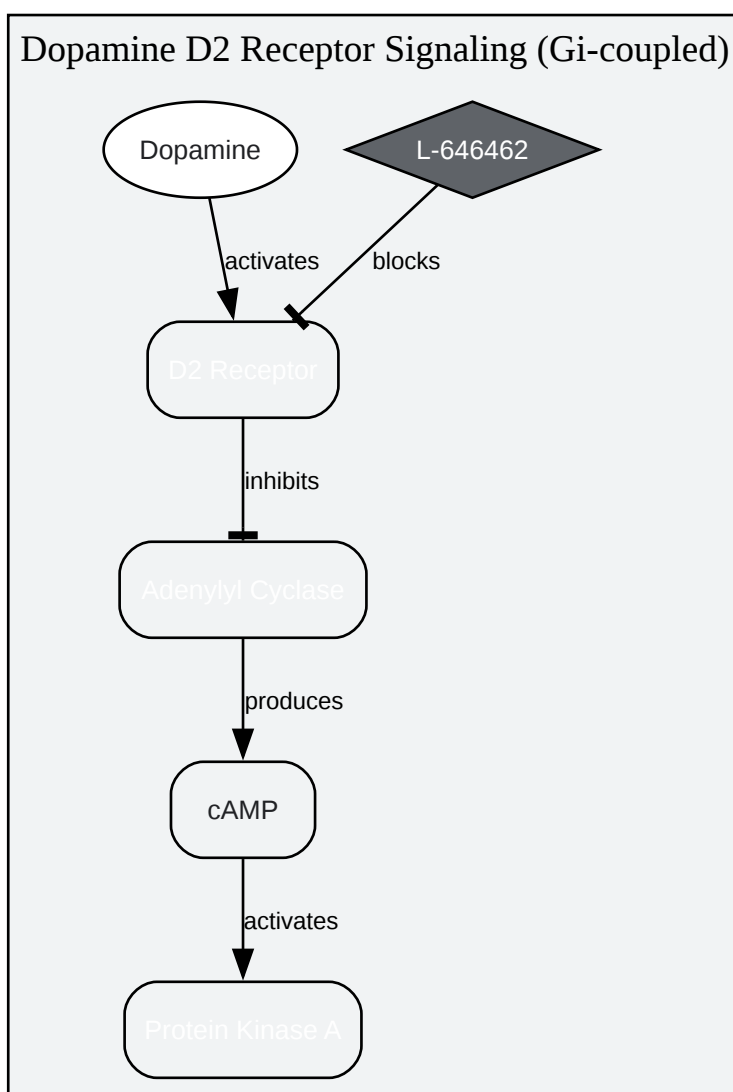 Dopamine D2 Receptor Signaling (Gi-coupled)
Dopamine
L-646462
activates
blocks
D2 Receptor
inhibits
Adenylyl Cyclase
produces
cAMP
activates
Protein Kinase A